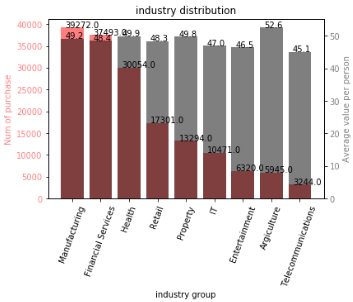 industry distribution
40000
35000
30000
25000
20000
15000
10000
5000
0
Num of purchase
39272.0
37493.0
30054.0
17301.0
13294.0
10471.0
6320.0
5945.0
3244.0
49.2
48.4
49.9
48.3
49.8
47.0
46.5
52.6
45.1
50
40
30
20
10
0
Average value per person
Manufacturing
Financial Services
Health
Retail
Property
IT
Entertainment
Argiculture
Telecommunications
industry group